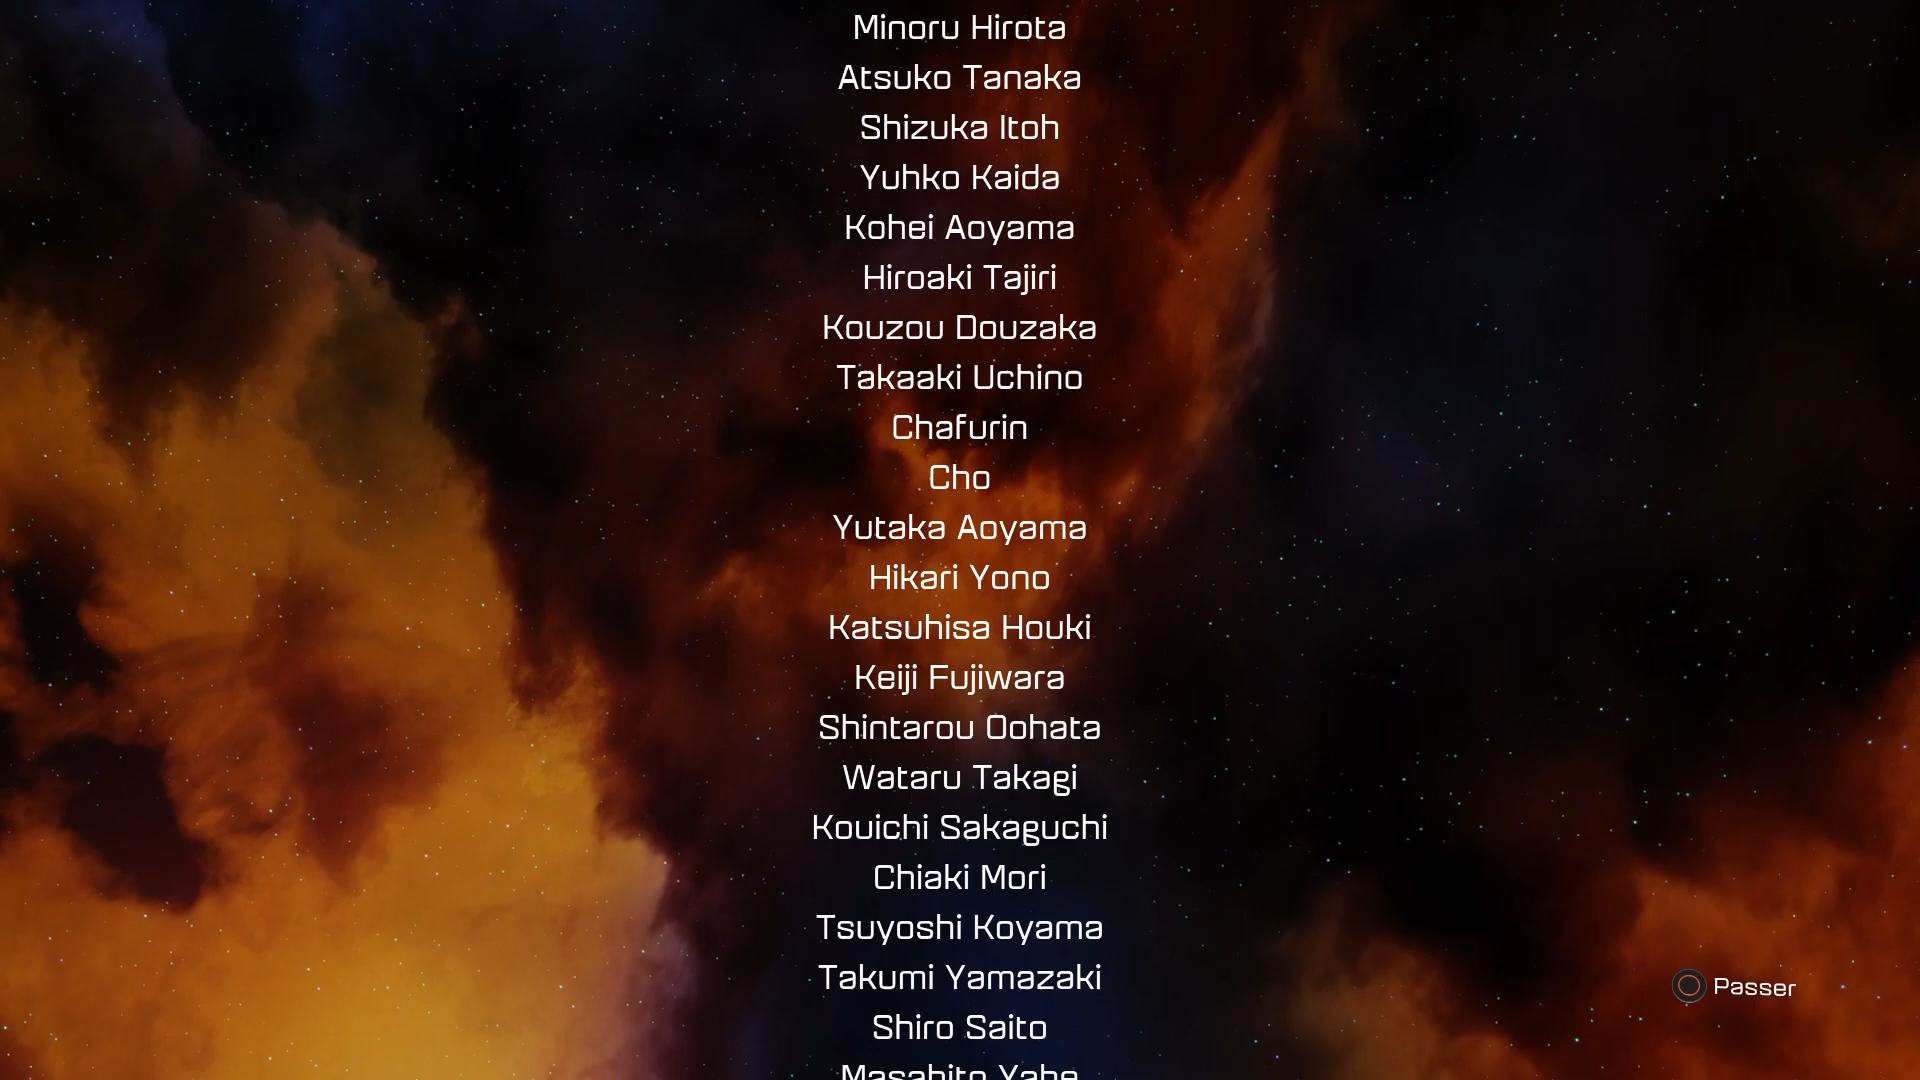 Minoru Hirota
Atsuko Tanaka
Shizuka Itoh
Yuhko Kaida
Kohei Aoyama
Hiroaki Tajiri
Kouzou Douzaka
Takaaki Uchino
Chafurin
Cho
Yutaka Aoyama
Hikari Yono
Katsuhisa Houki
Keiji Fujiwara
Shintarou Oohata
Wataru Takagi
Kouichi Sakaguchi
Chiaki Mori
Tsuyoshi Koyama
Takumi Yamazaki
Passer
Shiro Saito
Masahito Yabe